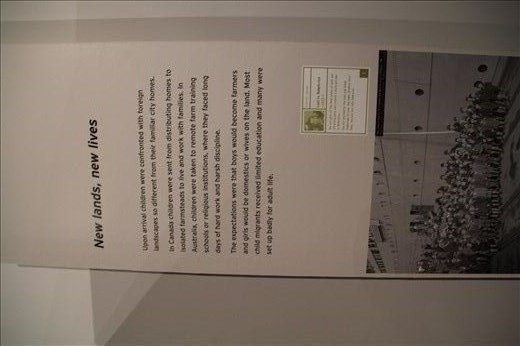 New lands, new lives
Upon arrival children were confronted with foreign
landscapes so different from their familiar city homes.
In Canada children were sent from distributing homes to
isolated farmsteads to live and work with families. In
Australia, children were taken to remote farm training
schools or religious institutions, where they faced long
days of hard work and harsh discipline.
The expectations were that boys would become farmers
and girls would be domestics or wives on the land. Most
child migrants received limited education and many were
set up badly for adult life.